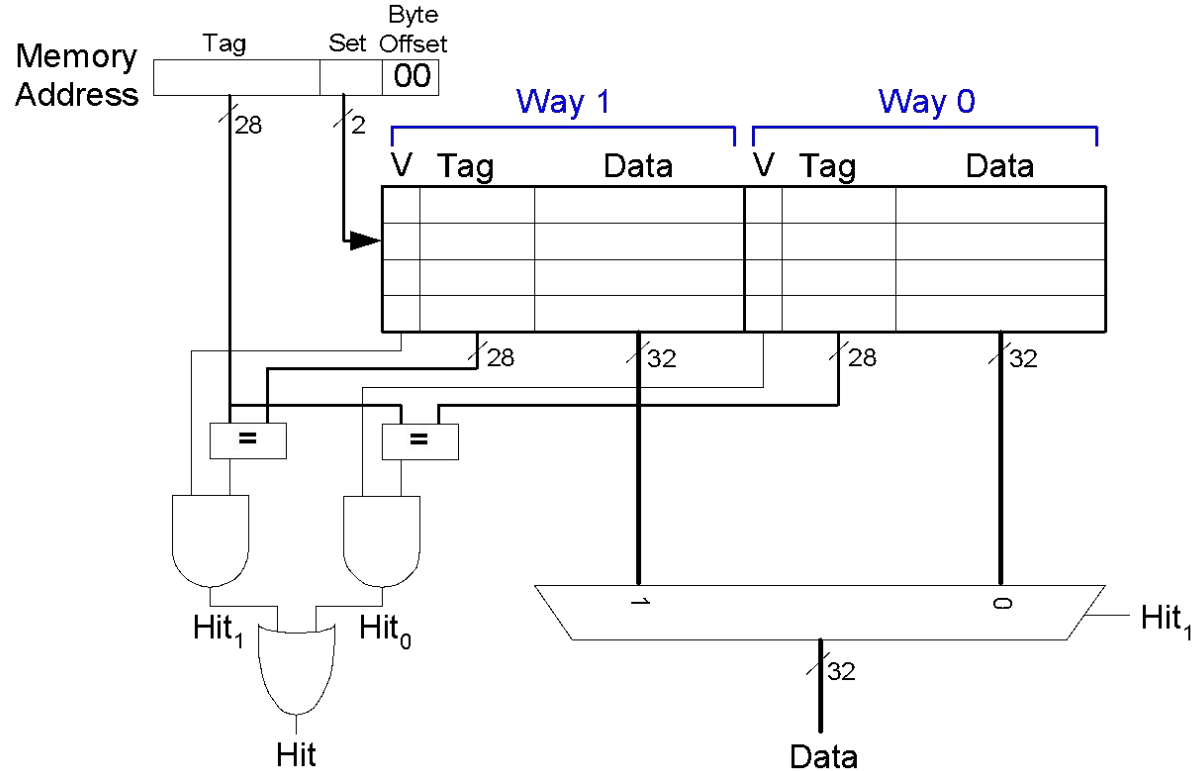 Byte
Tag Set Offset
Memory Address 00
28 2
Way 1 Way 0
V Tag Data V Tag Data
28 32 28 32
= =
1 0
Hit1 Hit0 Hit1
32
Hit Data